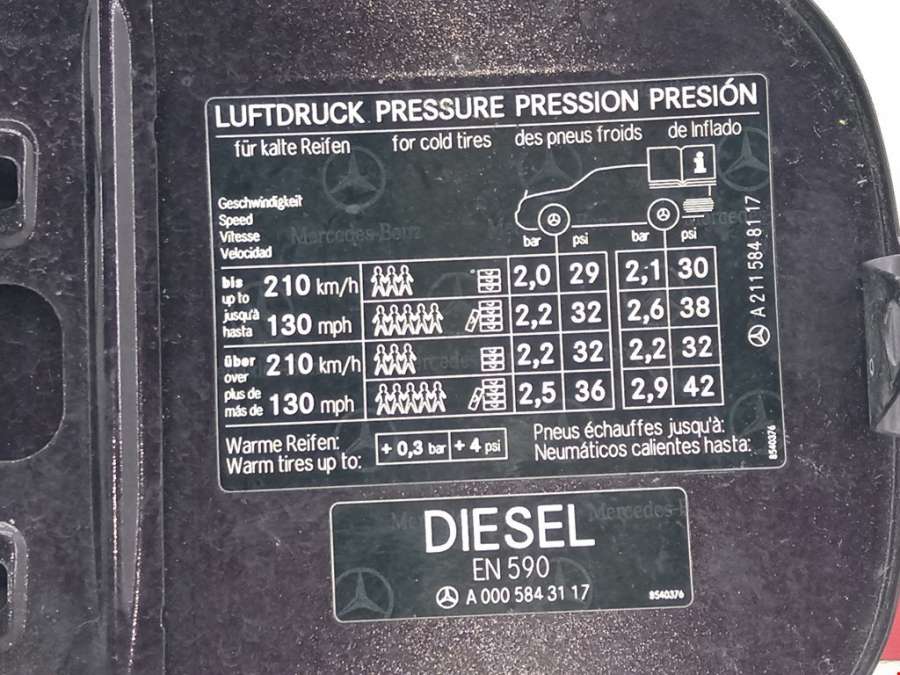 LUFTDRUCK PRESSURE PRESSION PRESIÓN
für kalte Reifen for cold tires des pneus froids de Inflado
i
Geschwindigkeit
Speed
Vitesse
Velocidad
bar psi bar psi
bis
up to
jusqu'à
hasta
210 km/h
130 mph
2,0 29 2,1 30
2,2 32 2,6 38
über
over
plus de
más de
210 km/h
130 mph
2,2 32 2,2 32
2,5 36 2,9 42
Warme Reifen:
Warm tires up to:
+ 0,3 bar + 4 psi
Pneus échauffes jusqu'à:
Neumáticos calientes hasta:
A 211 584 81 17
8540376
Mercedes-Benz
DIESEL
EN 590
A 000 584 31 17
8540376